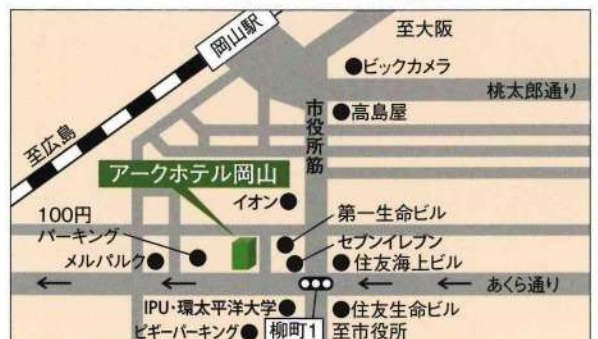 岡山駅
至大阪
ビックカメラ
桃太郎通り
高島屋
市役所筋
至広島
アークホテル岡山
イオン
100円
パーキング
第一生命ビル
セブンイレブン
メルパルク
住友海上ビル
あくら通り
IPU・環太平洋大学
住友生命ビル
ビギーパーキング
柳町1
至市役所